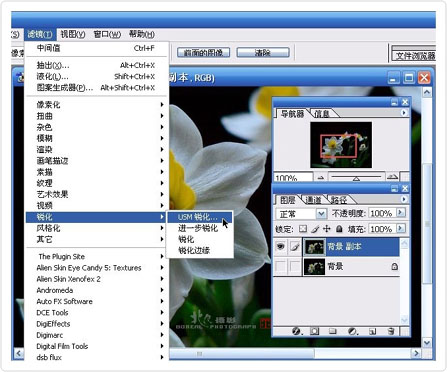 (S) 滤镜(T) 视图(V) 窗口(W) 帮助(H)
中间值 Ctrl+F
抽出(X)... Alt+Ctrl+X
液化(L)... Shift+Ctrl+X
图案生成器(P)... Alt+Shift+Ctrl+X
像素化
扭曲
杂色
模糊
渲染
画笔描边
素描
纹理
艺术效果
视频
锐化
风格化
其它
The Plugin Site
Alien Skin Eye Candy 5: Textures
Alien Skin Xenofex 2
Andromeda
Auto FX Software
DCE Tools
DigiEffects
Digimarc
Digital Film Tools
dsb flux
USM 锐化...
进一步锐化
锐化
锐化边缘
像素
前面的图像 清除
文件浏览器
副本, RGB)
导航器 信息
100%
图层 通道 路径
正常 不透明度: 100%
锁定: 填充: 100%
背景 副本
背景
摄影
BOREAL-PHOTOGRAPH